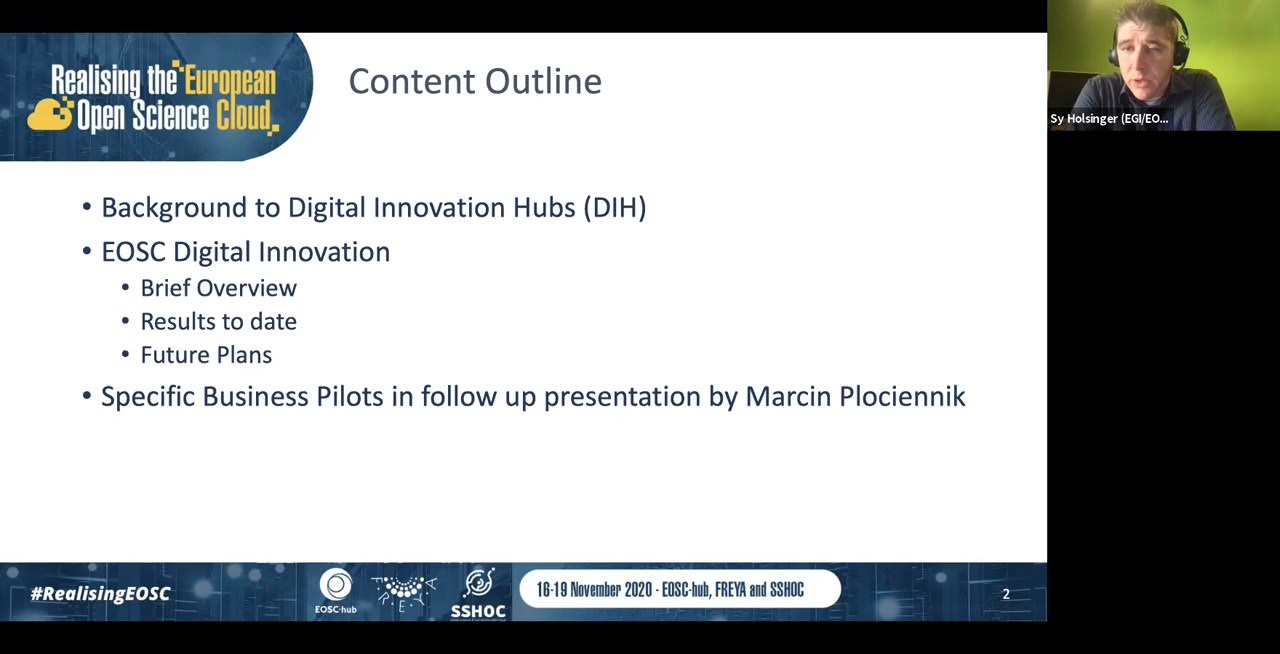 Realising the European
Open Science Cloud
Content Outline
Sy Holsinger (EGI/EO...
• Background to Digital Innovation Hubs (DIH)
• EOSC Digital Innovation
• Brief Overview
• Results to date
• Future Plans
• Specific Business Pilots in follow up presentation by Marcin Plociennik
#RealisingEOSC
EOSC-hub
FREYA
SSHOC
16-19 November 2020 - EOSC-hub, FREYA and SSHOC
2